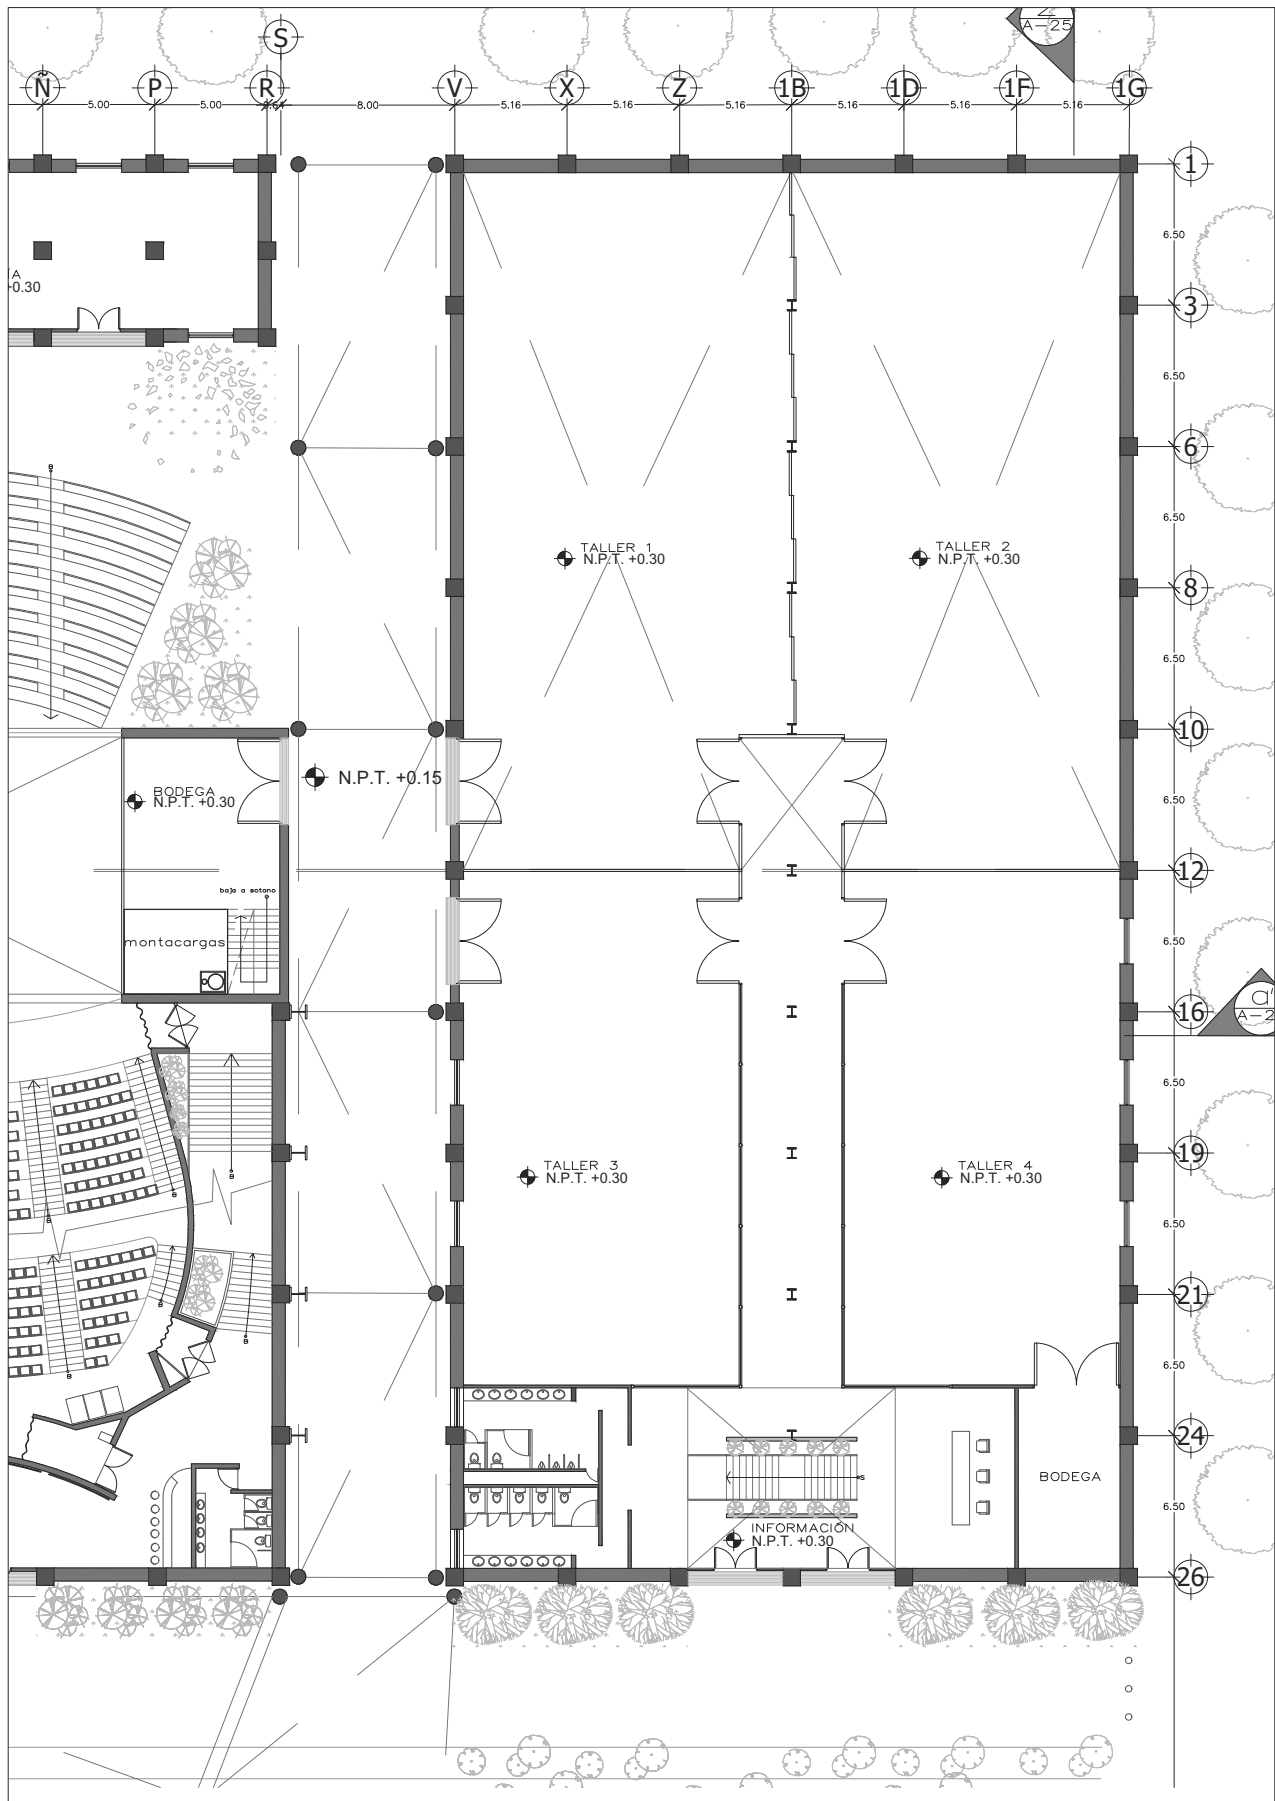 A-25
S
Ñ
P
R
V
X
Z
1B
1D
1F
1G
5.00
5.00
8.00
5.16
5.16
5.16
5.16
5.16
5.16
1
6.50
3
6.50
6
6.50
8
6.50
10
6.50
12
6.50
16
6.50
19
6.50
21
6.50
24
6.50
26
A
+0.30
TALLER 1
N.P.T. +0.30
TALLER 2
N.P.T. +0.30
N.P.T. +0.15
BODEGA
N.P.T. +0.30
baja a sotano
montacargas
a'
A-2
TALLER 3
N.P.T. +0.30
TALLER 4
N.P.T. +0.30
BODEGA
S
INFORMACIÓN
N.P.T. +0.30
B
B
B
B
B
B
B
B